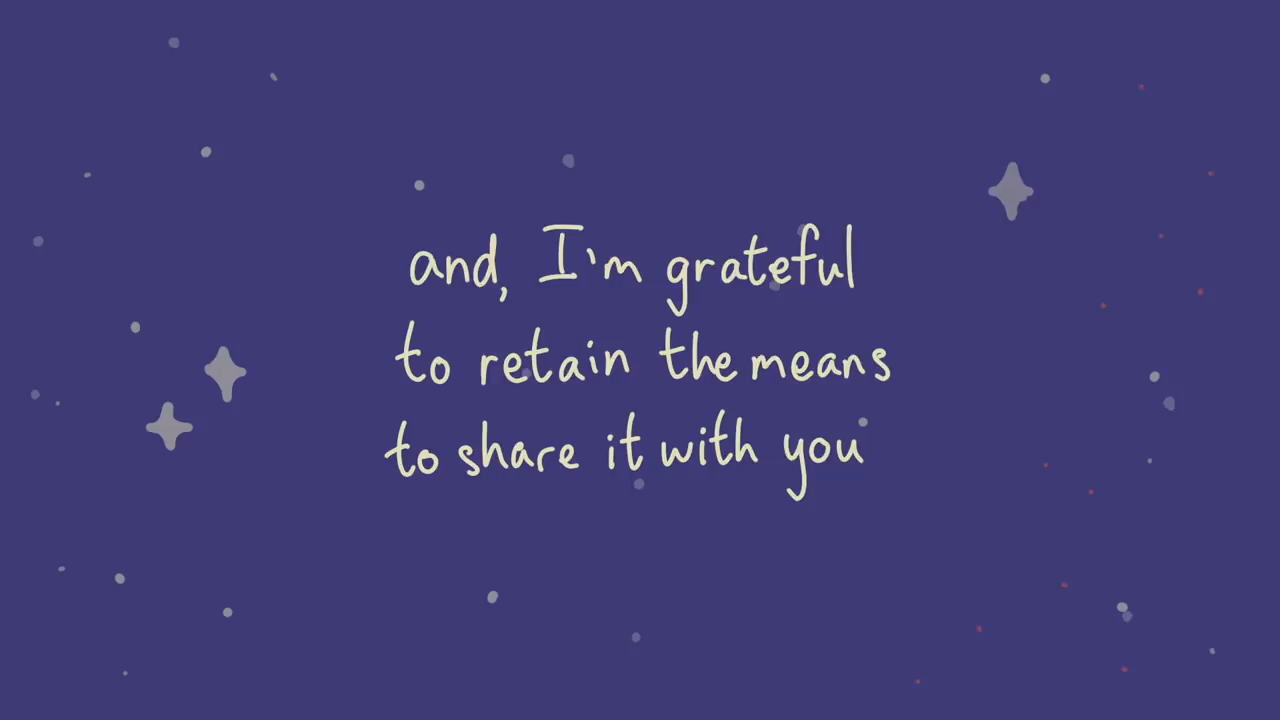 and, I'm grateful
to retain the means
to share it with you